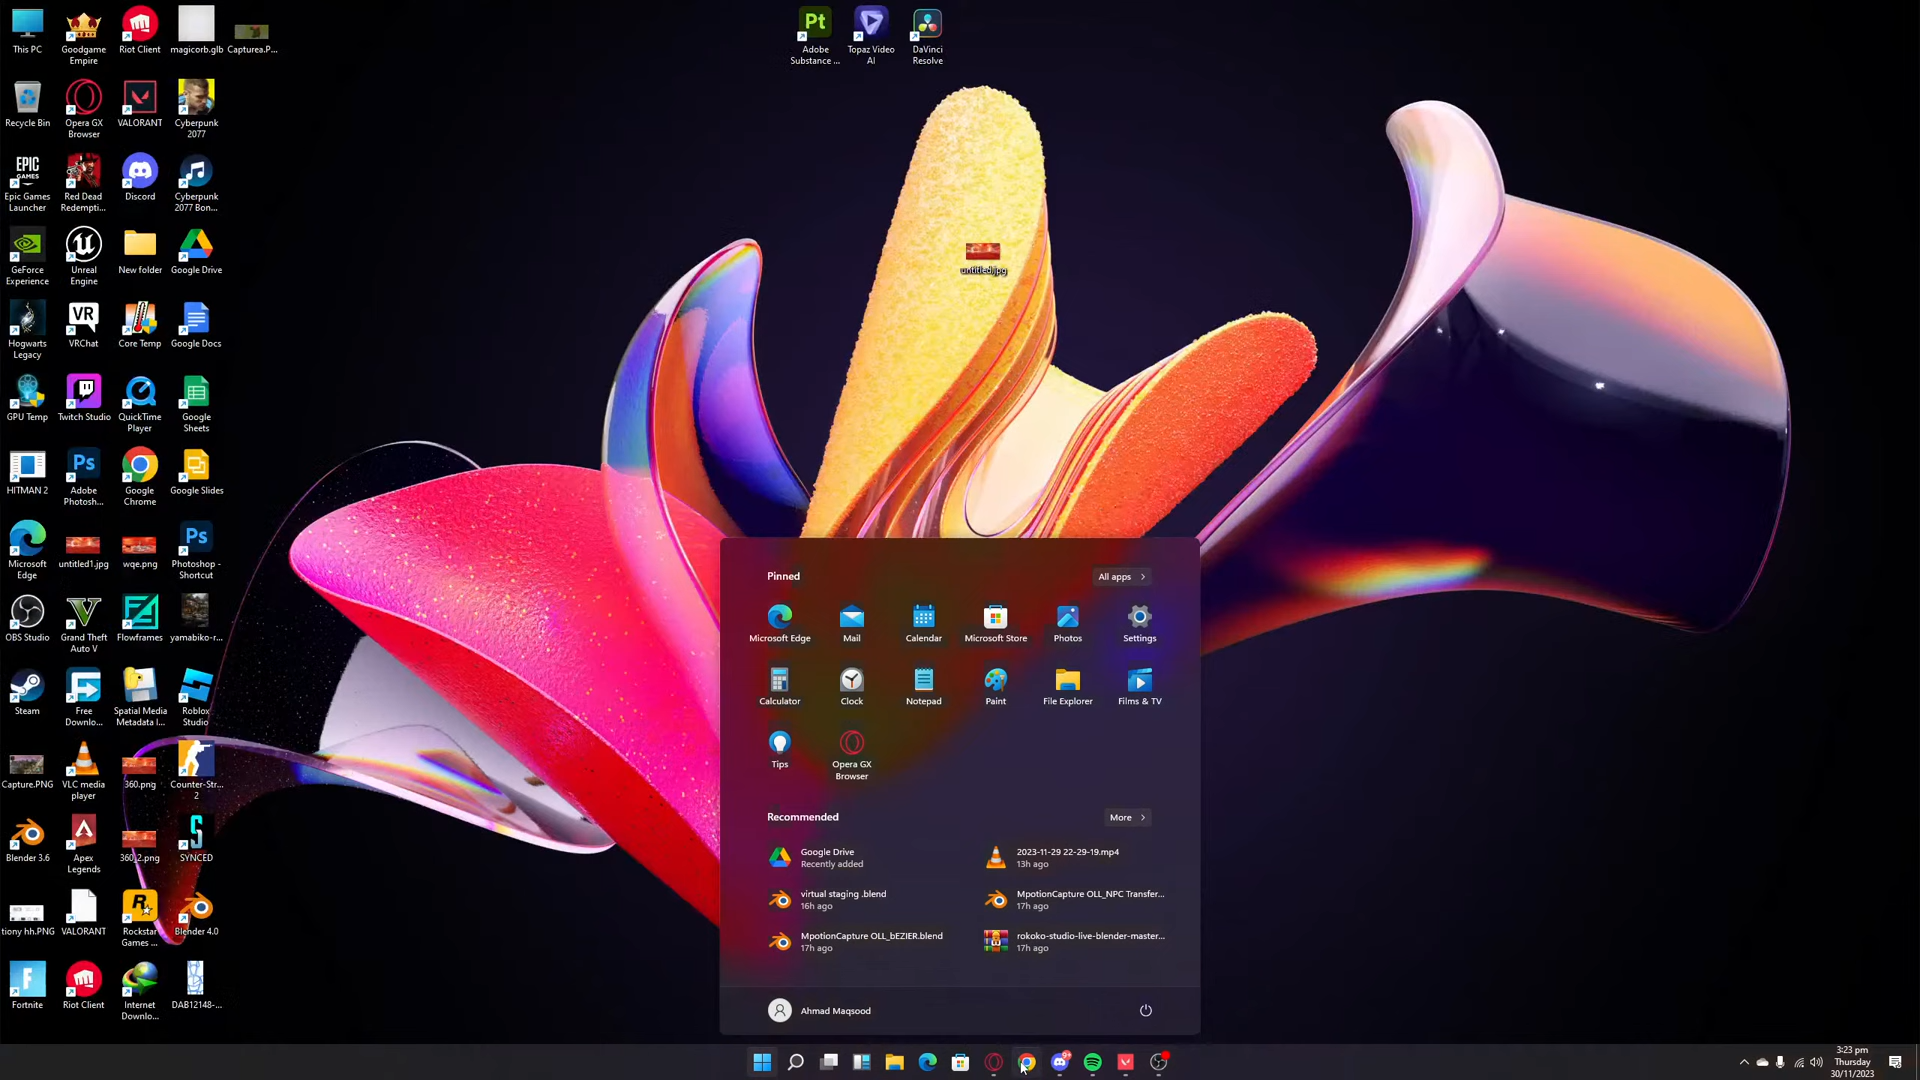 This PC
Goodgame
Empire
Riot Client
magicorb.glb
Capturea.P...
Pt
Adobe
Substance ...
Topaz Video
AI
DaVinci
Resolve
Recycle Bin
Opera GX
Browser
VALORANT
Cyberpunk
2077
EPIC
GAMES
Epic Games
Launcher
Red Dead
Redempti...
Discord
Cyberpunk
2077 Bon...
GeForce
Experience
Unreal
Engine
New folder
Google Drive
untitled.jpg
Hogwarts
Legacy
VR
VRChat
Core Temp
Google Docs
GPU Temp
Twitch Studio
QuickTime
Player
Google
Sheets
HITMAN 2
Ps
Adobe
Photosh...
Google
Chrome
Google Slides
Microsoft
Edge
untitled1.jpg
wqe.png
Ps
Photoshop -
Shortcut
OBS Studio
Grand Theft
Auto V
Flowframes
yamabiko-r...
Steam
Free
Downlo...
Spatial Media
Metadata I...
Roblox
Studio
Capture.PNG
VLC media
player
360.png
Counter-Str...
2
Blender 3.6
Apex
Legends
360_2.png
SYNCED
tiony hh.PNG
VALORANT
Rockstar
Games ...
Blender 4.0
Fortnite
Riot Client
Internet
Downlo...
DAB12148-...
Pinned
All apps
Microsoft Edge
Mail
Calendar
Microsoft Store
Photos
Settings
Calculator
Clock
Notepad
Paint
File Explorer
Films & TV
Tips
Opera GX
Browser
Recommended
More
Google Drive
Recently added
2023-11-29 22-29-19.mp4
13h ago
virtual staging .blend
16h ago
MpotionCapture OLL_NPC Transfer...
17h ago
MpotionCapture OLL_bEZIER.blend
17h ago
rokoko-studio-live-blender-master...
17h ago
Ahmad Maqsood
3:23 pm
Thursday
30/11/2023